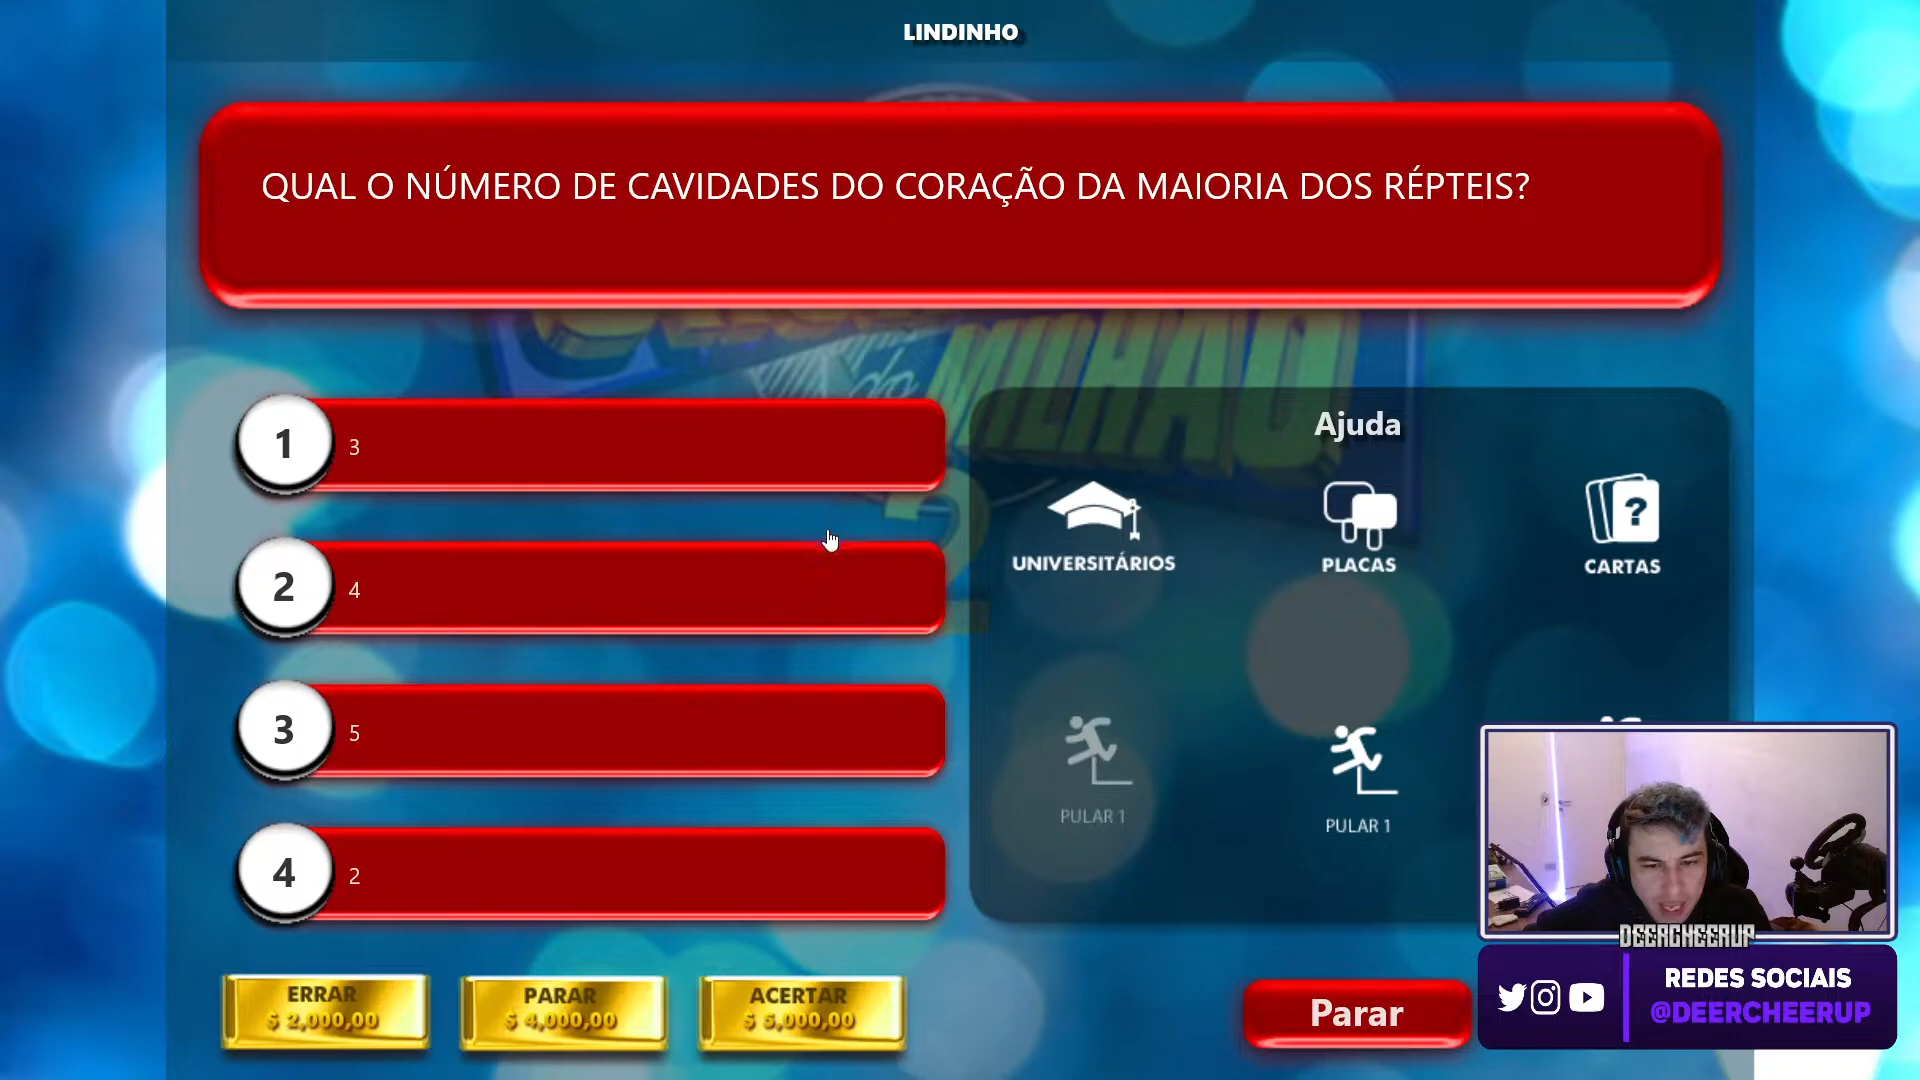 LINDINHO
QUAL O NÚMERO DE CAVIDADES DO CORAÇÃO DA MAIORIA DOS RÉPTEIS?
do MILHÃO
1 3
2 4
3 5
4 2
Ajuda
UNIVERSITÁRIOS
PLACAS
CARTAS
?
PULAR 1
PULAR 1
ERRAR
$ 2,000,00
PARAR
$ 4,000,00
ACERTAR
$ 5,000,00
Parar
DEERCHEERUP
REDES SOCIAIS
@DEERCHEERUP